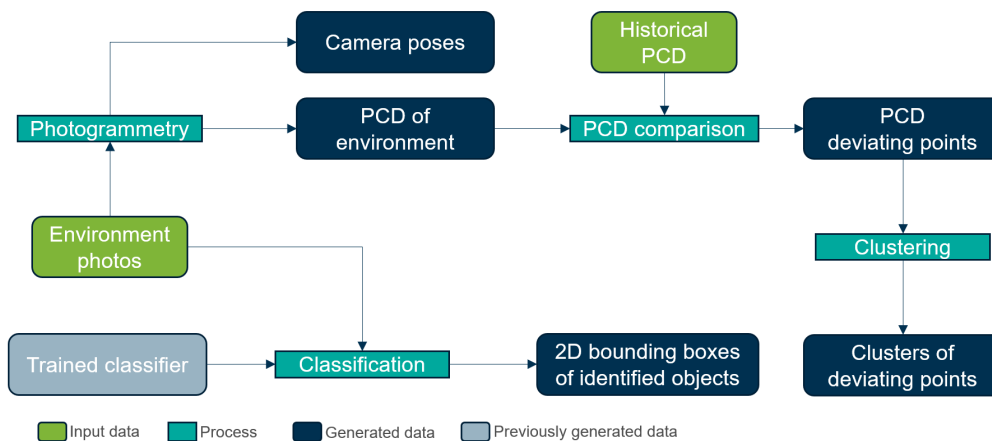 Camera poses
Historical
PCD
Photogrammetry
PCD of
environment
PCD comparison
PCD
deviating points
Environment
photos
Clustering
Trained classifier
Classification
2D bounding boxes
of identified objects
Clusters of
deviating points
Input data
Process
Generated data
Previously generated data